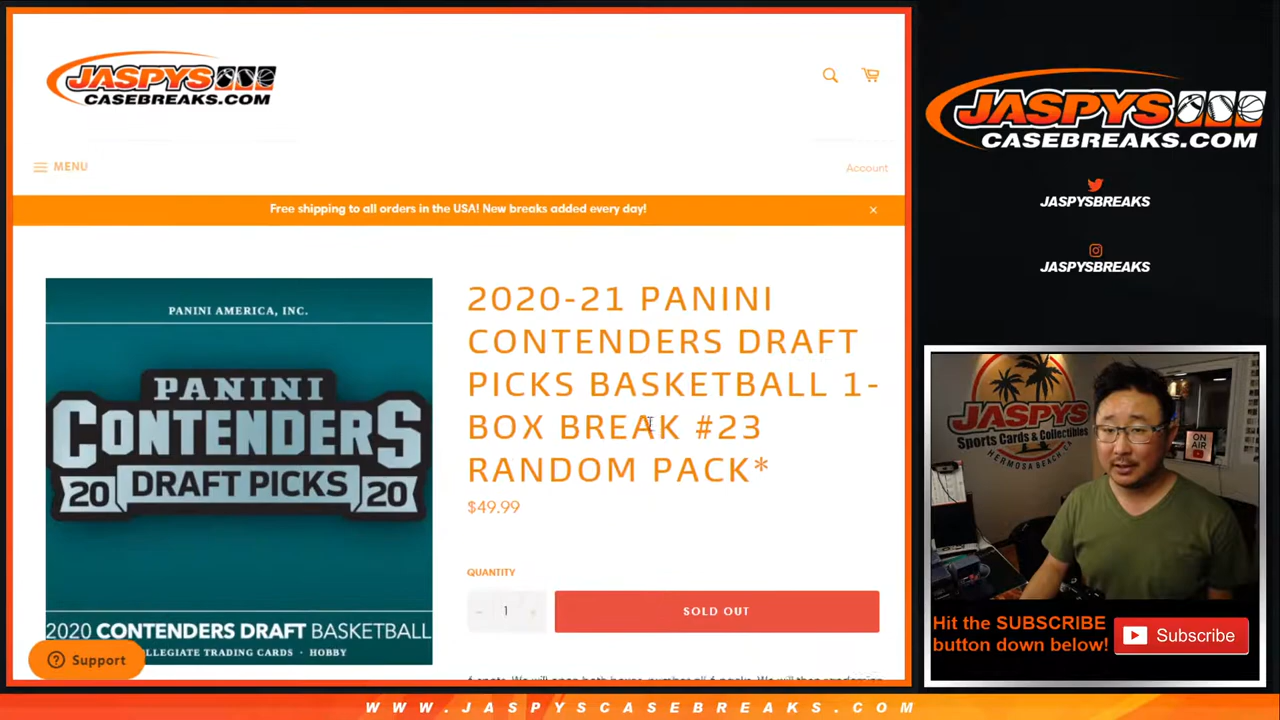 JASPYS
CASEBREAKS.COM
MENU
Account
Free shipping to all orders in the USA! New breaks added every day!
×
PANINI AMERICA, INC.
PANINI
CONTENDERS
20 DRAFT PICKS 20
2020 CONTENDERS DRAFT BASKETBALL
LLEGIATE TRADING CARDS · HOBBY
Support
2020-21 PANINI
CONTENDERS DRAFT
PICKS BASKETBALL 1-
BOX BREAK #23
RANDOM PACK*
$49.99
QUANTITY
− 1 +
SOLD OUT
JASPYS
CASEBREAKS.COM
JASPYSBREAKS
JASPYSBREAKS
JASPYS
Sports Cards & Collectibles
HERMOSA BEACH CA
ON AIR
Hit the SUBSCRIBE
button down below!
Subscribe
WWW.JASPYSCASEBREAKS.COM